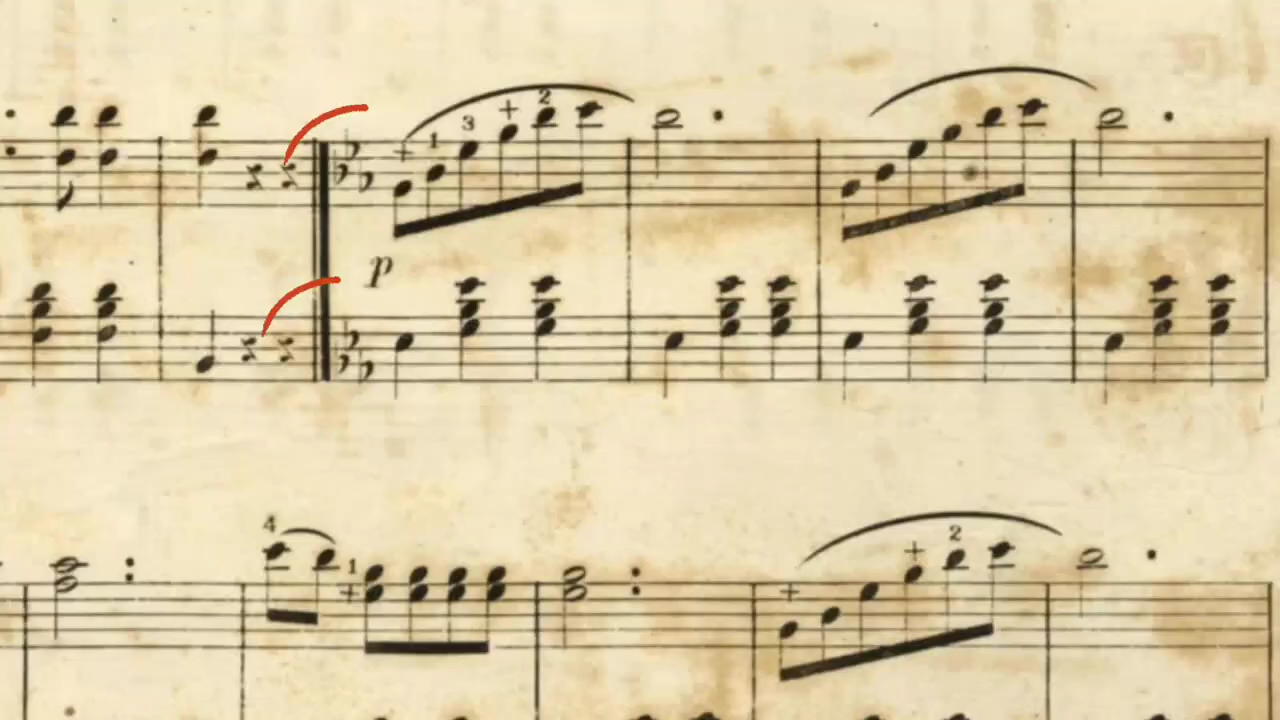 + 1 3 + 2
p
4
1
+
+ + 2